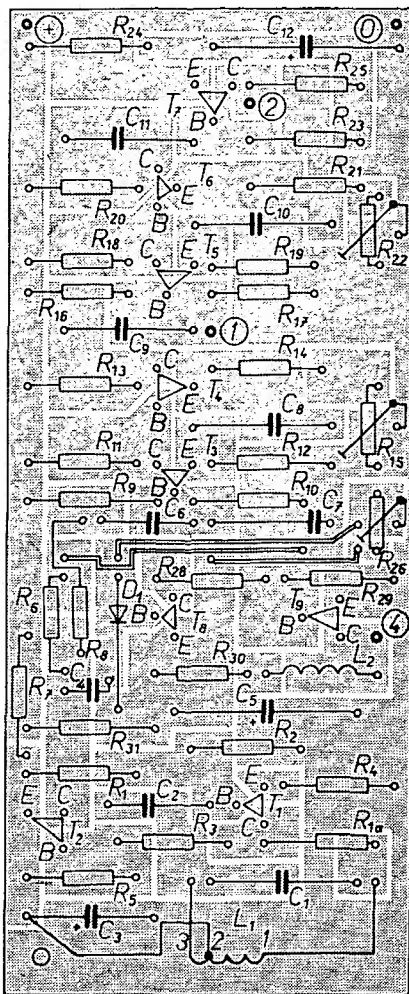 + R24 C12 0
E C R25
T7
B 2
C11 R23
C T6 R21
E
R20 B C10
R18 C E T5 R19 R22
B
R16 R17
C9 1 R14
R13 C
E T4
B C8
R11 C E T3 R12 R15
R9 B R10
C6 C7
R28 R26
R6 D1 C R29
B T8 T9 E
B 4
R8 E C
R7 C4 R30 L2
C5
R31 R2
R1 C2 E R4
E C B T1
T2 R3 C R1a
B
R5 C1
C3 L1
3 2 1